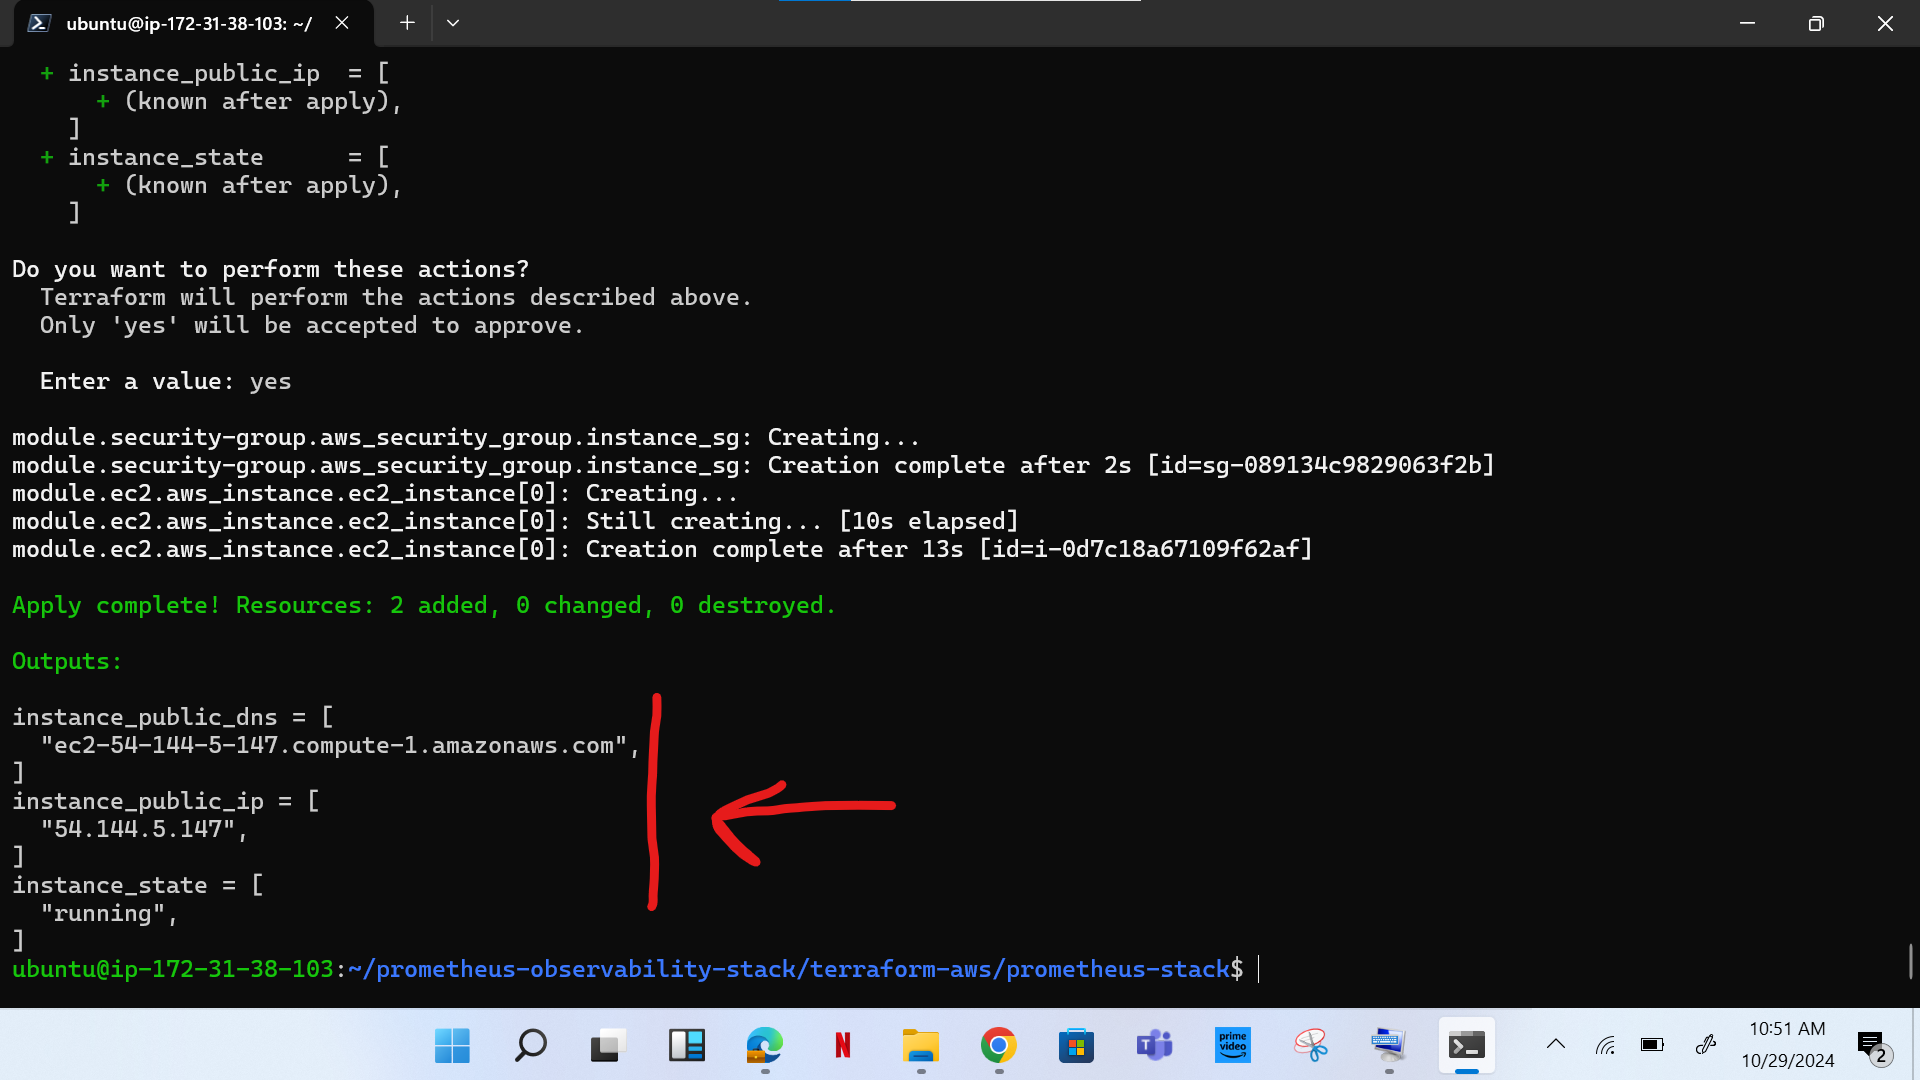 ubuntu@ip-172-31-38-103: ~/
+ instance_public_ip  = [
+ (known after apply),
]
+ instance_state      = [
+ (known after apply),
]
Do you want to perform these actions?
Terraform will perform the actions described above.
Only 'yes' will be accepted to approve.
Enter a value: yes
module.security-group.aws_security_group.instance_sg: Creating...
module.security-group.aws_security_group.instance_sg: Creation complete after 2s [id=sg-089134c9829063f2b]
module.ec2.aws_instance.ec2_instance[0]: Creating...
module.ec2.aws_instance.ec2_instance[0]: Still creating... [10s elapsed]
module.ec2.aws_instance.ec2_instance[0]: Creation complete after 13s [id=i-0d7c18a67109f62af]
Apply complete! Resources: 2 added, 0 changed, 0 destroyed.
Outputs:
instance_public_dns = [
"ec2-54-144-5-147.compute-1.amazonaws.com",
]
instance_public_ip = [
"54.144.5.147",
]
instance_state = [
"running",
]
ubuntu@ip-172-31-38-103:~/prometheus-observability-stack/terraform-aws/prometheus-stack$
N
T
prime video
10:51 AM
10/29/2024
2